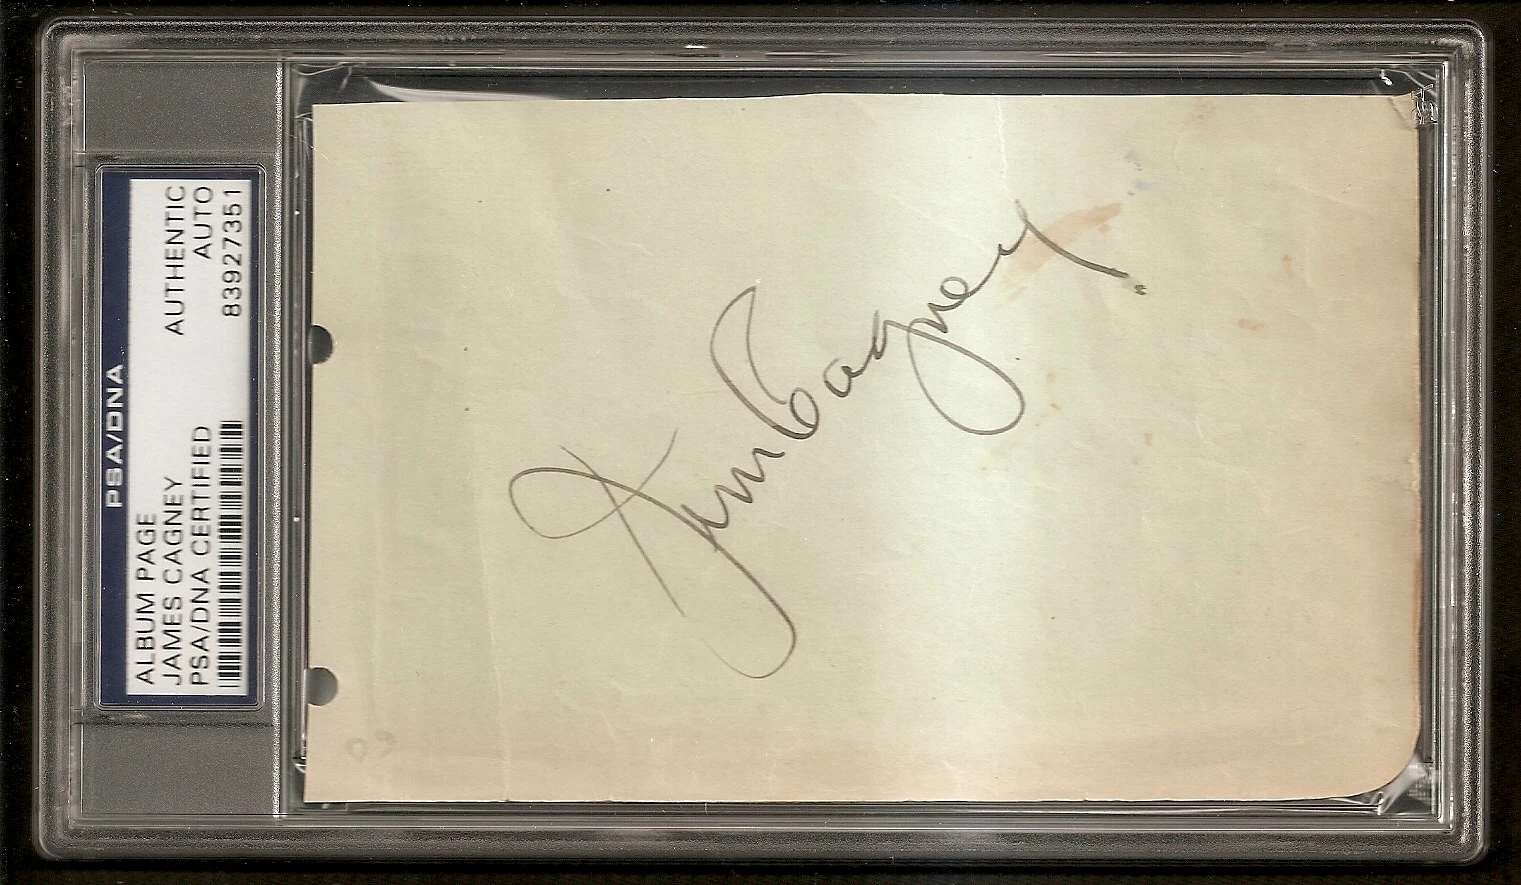 PSA/DNA
ALBUM PAGE AUTHENTIC
JAMES CAGNEY AUTO
PSA/DNA CERTIFIED 83927351
Jim Cagney